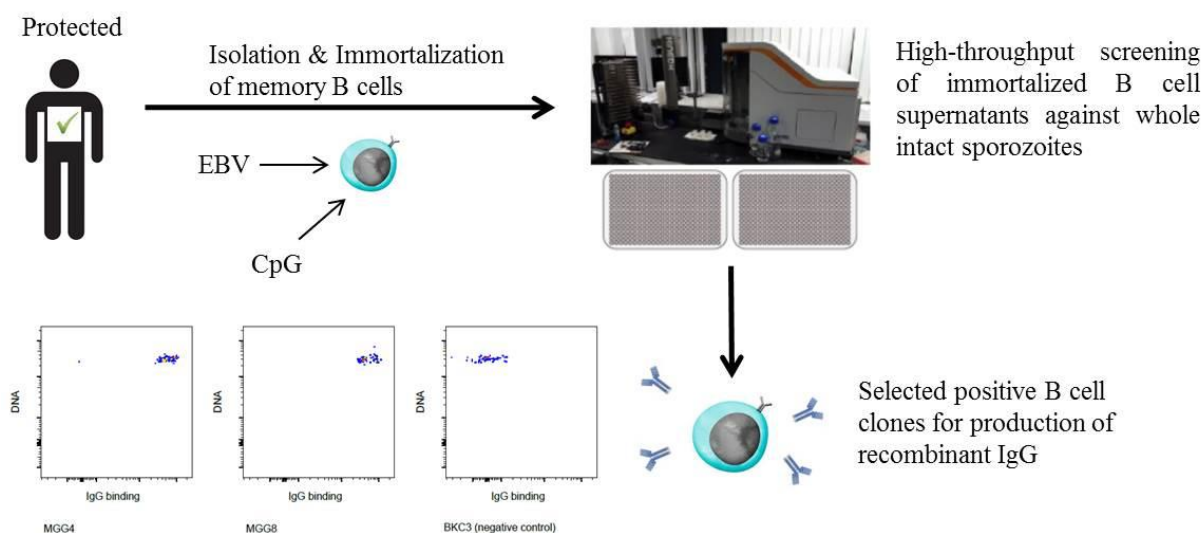 Protected
Isolation & Immortalization
of memory B cells
EBV
CpG
High-throughput screening
of immortalized B cell
supernatants against whole
intact sporozoites
Selected positive B cell
clones for production of
recombinant IgG
DNA
IgG binding
MGG4
DNA
IgG binding
MGG8
DNA
IgG binding
BKC3 (negative control)